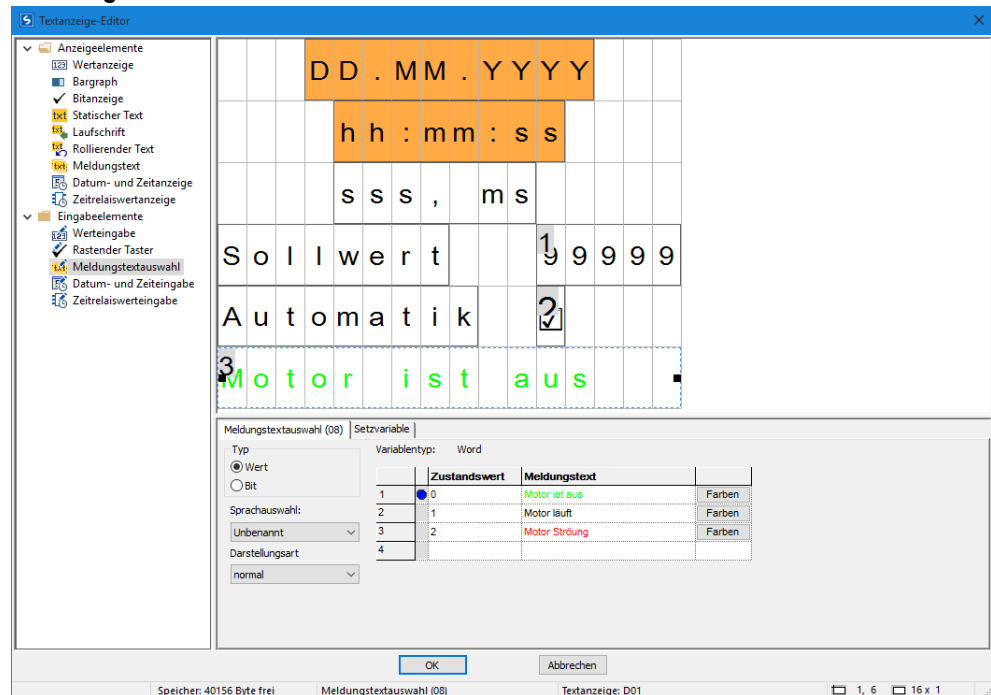 Textanzeige-Editor
Anzeigeelemente
Wertanzeige
Bargraph
Bitanzeige
Statischer Text
Laufschrift
Rollierender Text
Meldungstext
Datum- und Zeitanzeige
Zeitrelaiswertanzeige
Eingabeelemente
Werteingabe
Rastender Taster
Meldungstextauswahl
Datum- und Zeiteingabe
Zeitrelaiswerteingabe
DD.MM.YYYY
hh:mm:ss
sss, ms
Sollwert 1 99999
Automatik 2
3 Motor ist aus
Meldungstextauswahl (08) Setzvariable
Typ
Wert
Bit
Sprachauswahl:
Unbenannt
Darstellungsart
normal
Variablentyp: Word
Zustandswert Meldungstext
1 0 Motor ist aus Farben
2 1 Motor läuft Farben
3 2 Motor Ströung Farben
4
OK Abbrechen
Speicher: 40156 Byte frei Meldungstextauswahl (08) Textanzeige: D01 1, 6 16 x 1